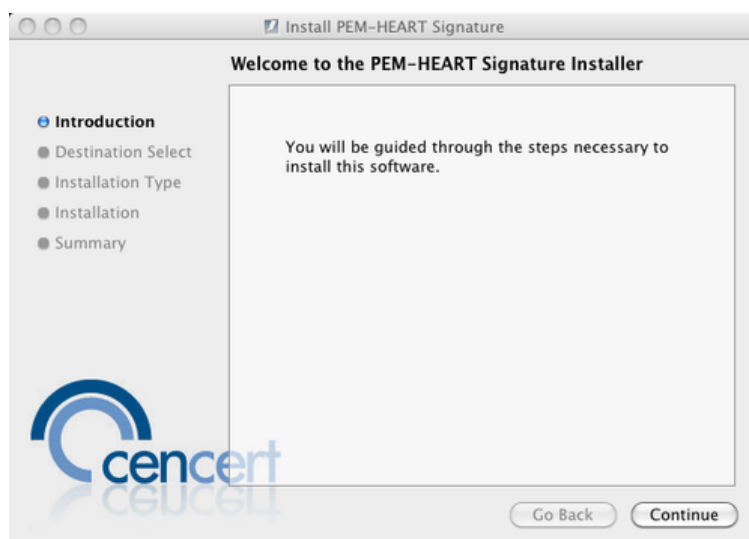 Install PEM-HEART Signature
Welcome to the PEM-HEART Signature Installer
Introduction
Destination Select
Installation Type
Installation
Summary
You will be guided through the steps necessary to
install this software.
cencert
Go Back
Continue